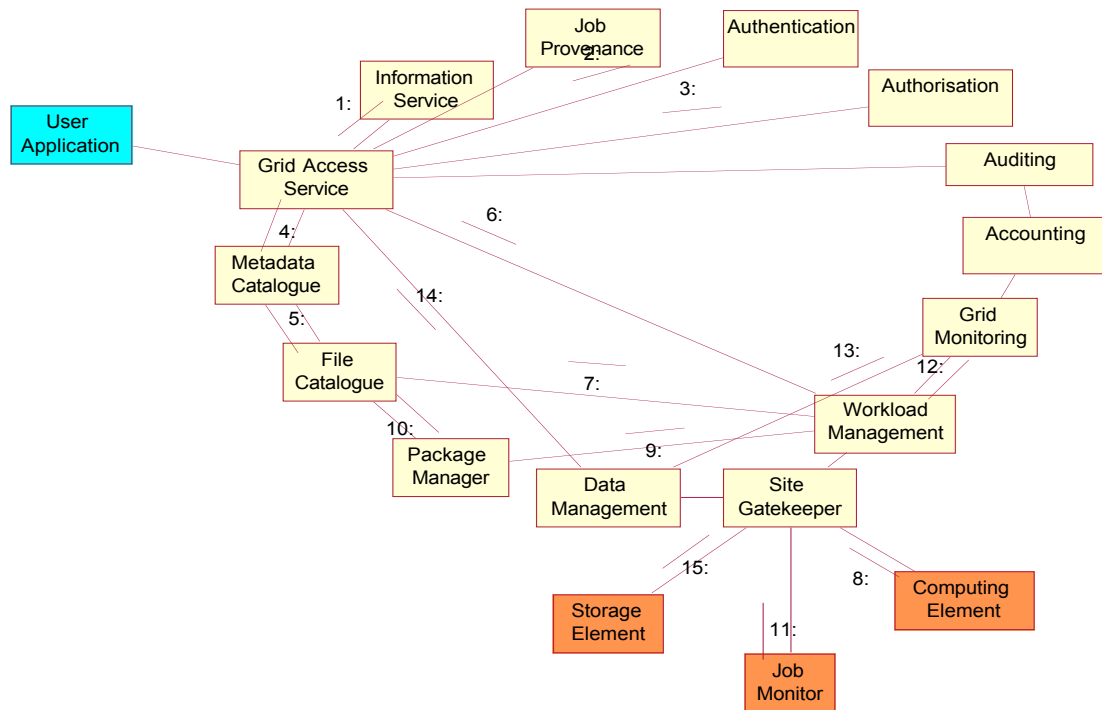 Job
Provenance
2:
Authentication
Information
Service
1:
3:
Authorisation
User
Application
Grid Access
Service
Auditing
6:
4:
Accounting
Metadata
Catalogue
14:
5:
Grid
Monitoring
File
Catalogue
13:
12:
7:
Workload
Management
10:
Package
Manager
9:
Data
Management
Site
Gatekeeper
15:
8:
Computing
Element
Storage
Element
11:
Job
Monitor